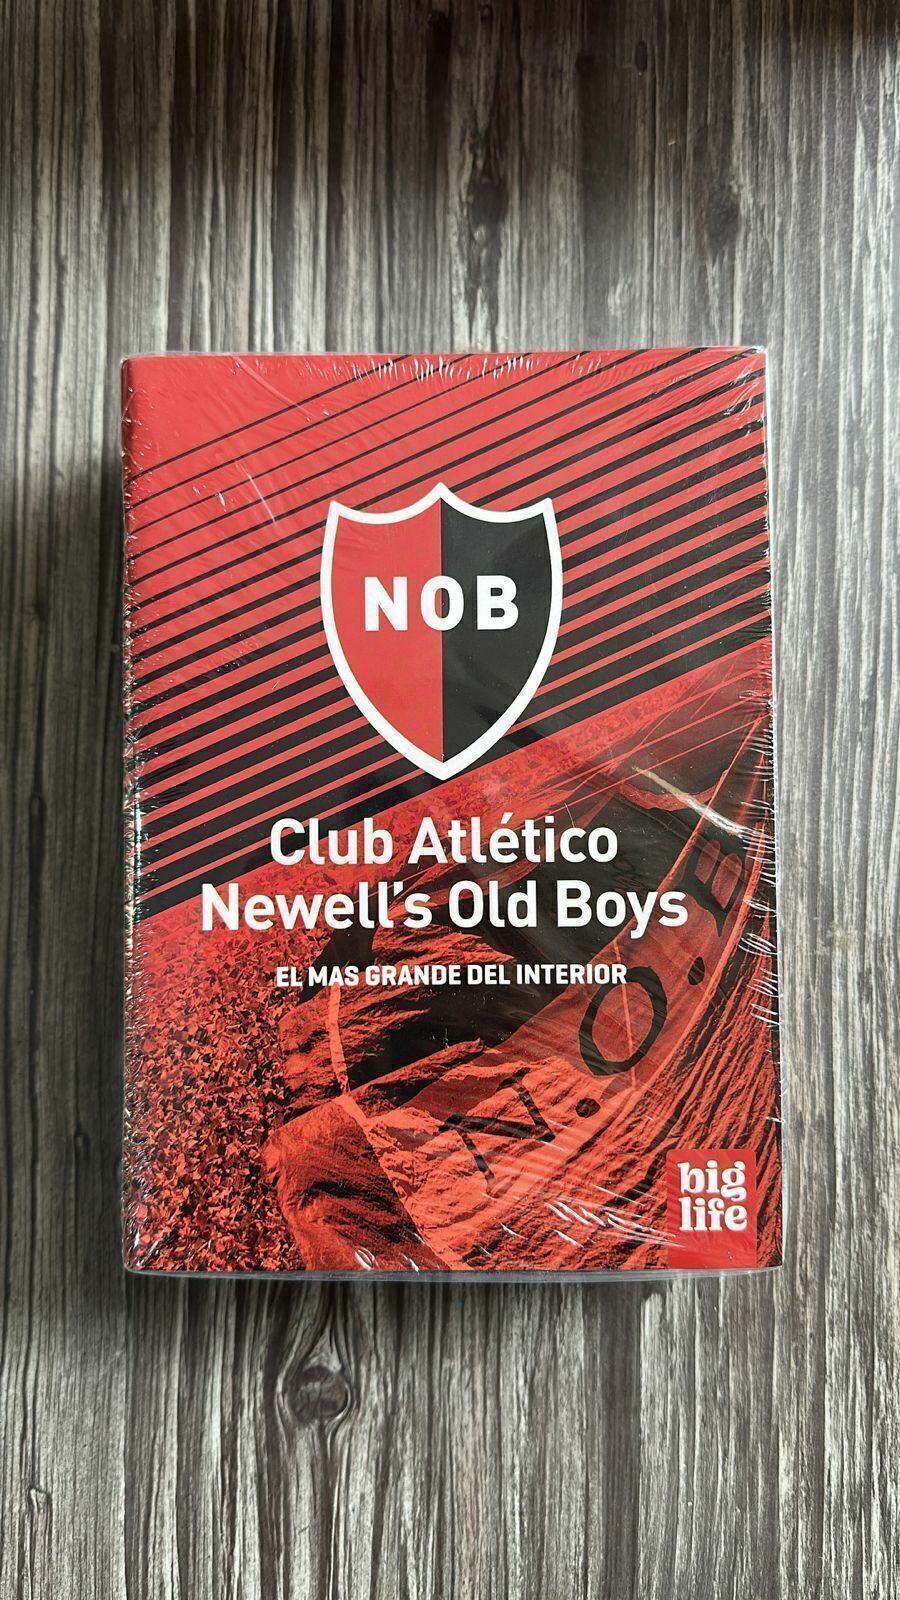 NOB
Club Atlético
Newell's Old Boys
EL MAS GRANDE DEL INTERIOR
N.O.B
big
life